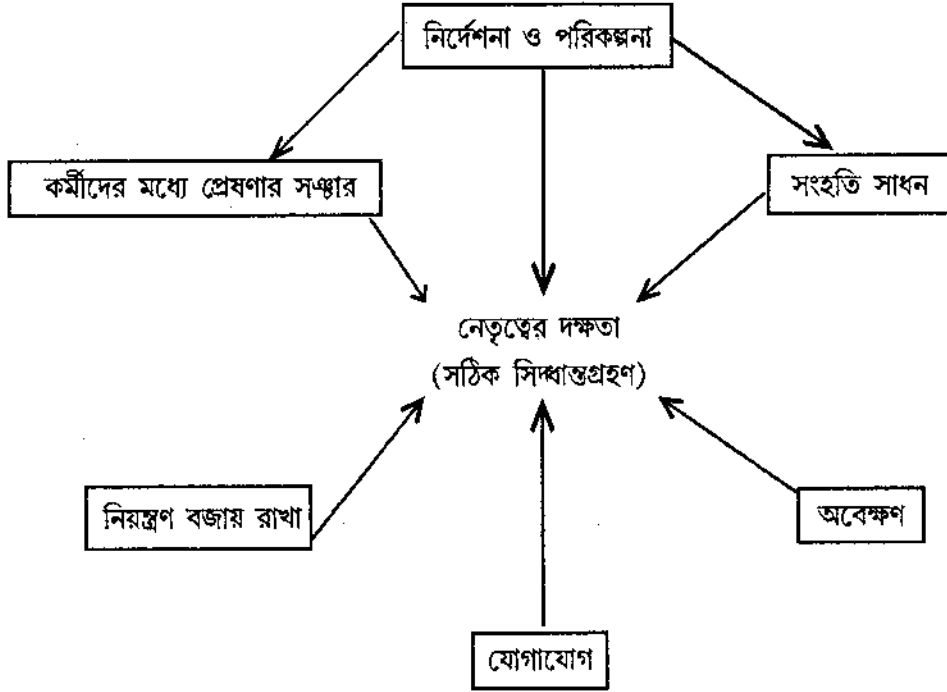 নির্দেশনা ও পরিকল্পনা
কর্মীদের মধ্যে প্রেষণার সঞ্চার
সংহতি সাধন
নেতৃত্বের দক্ষতা
(সঠিক সিদ্ধান্তগ্রহণ)
নিয়ন্ত্রণ বজায় রাখা
অবেক্ষণ
যোগাযোগ